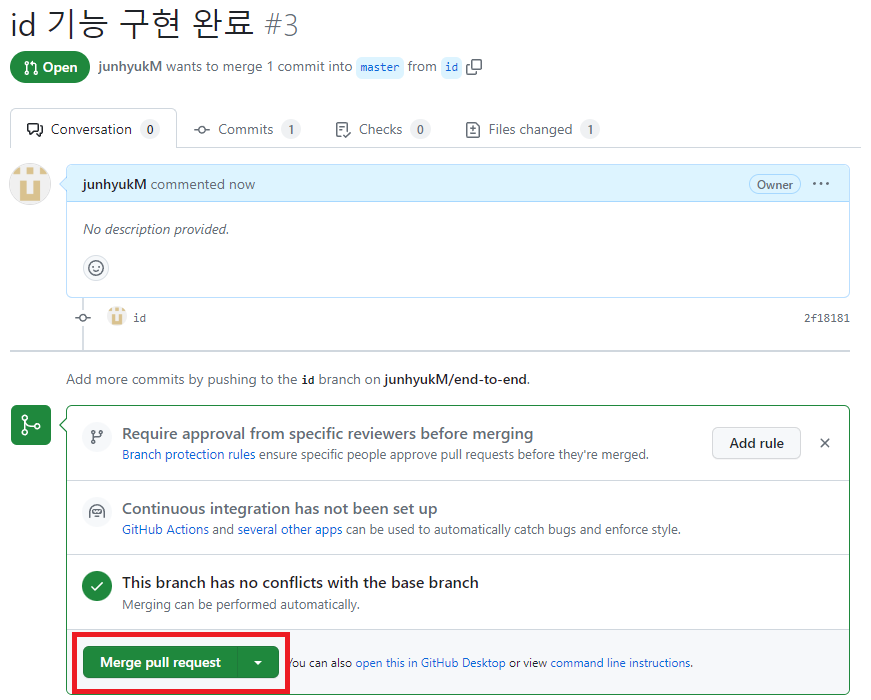 id 기능 구현 완료 #3
Open junhyukM wants to merge 1 commit into master from id
Conversation 0 Commits 1 Checks 0 Files changed 1
junhyukM commented now Owner
No description provided.
id 2f18181
Add more commits by pushing to the id branch on junhyukM/end-to-end.
Require approval from specific reviewers before merging
Branch protection rules ensure specific people approve pull requests before they're merged.
Add rule
Continuous integration has not been set up
GitHub Actions and several other apps can be used to automatically catch bugs and enforce style.
This branch has no conflicts with the base branch
Merging can be performed automatically.
Merge pull request You can also open this in GitHub Desktop or view command line instructions.